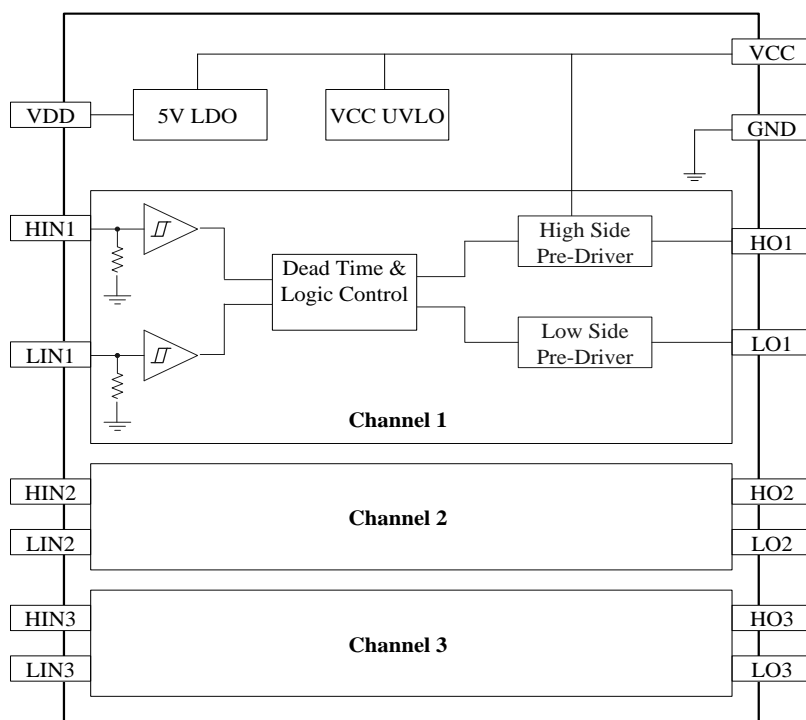 VCC
VDD
5V LDO
VCC UVLO
GND
HIN1
High Side
Pre-Driver
HO1
Dead Time &
Logic Control
LIN1
Low Side
Pre-Driver
LO1
Channel 1
HIN2
HO2
Channel 2
LIN2
LO2
HIN3
HO3
Channel 3
LIN3
LO3